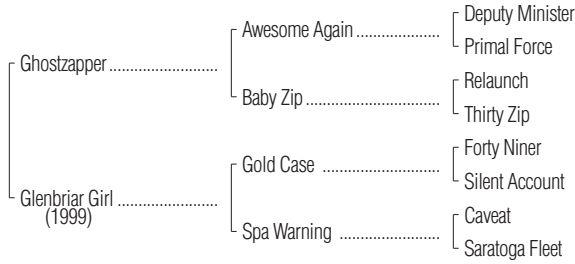 Deputy Minister
Awesome Again ..................
Primal Force
Ghostzapper .......................
Relaunch
Baby Zip .............................
Thirty Zip
Forty Niner
Gold Case .........................
Silent Account
Glenbriar Girl .....................
(1999)
Caveat
Spa Warning .....................
Saratoga Fleet